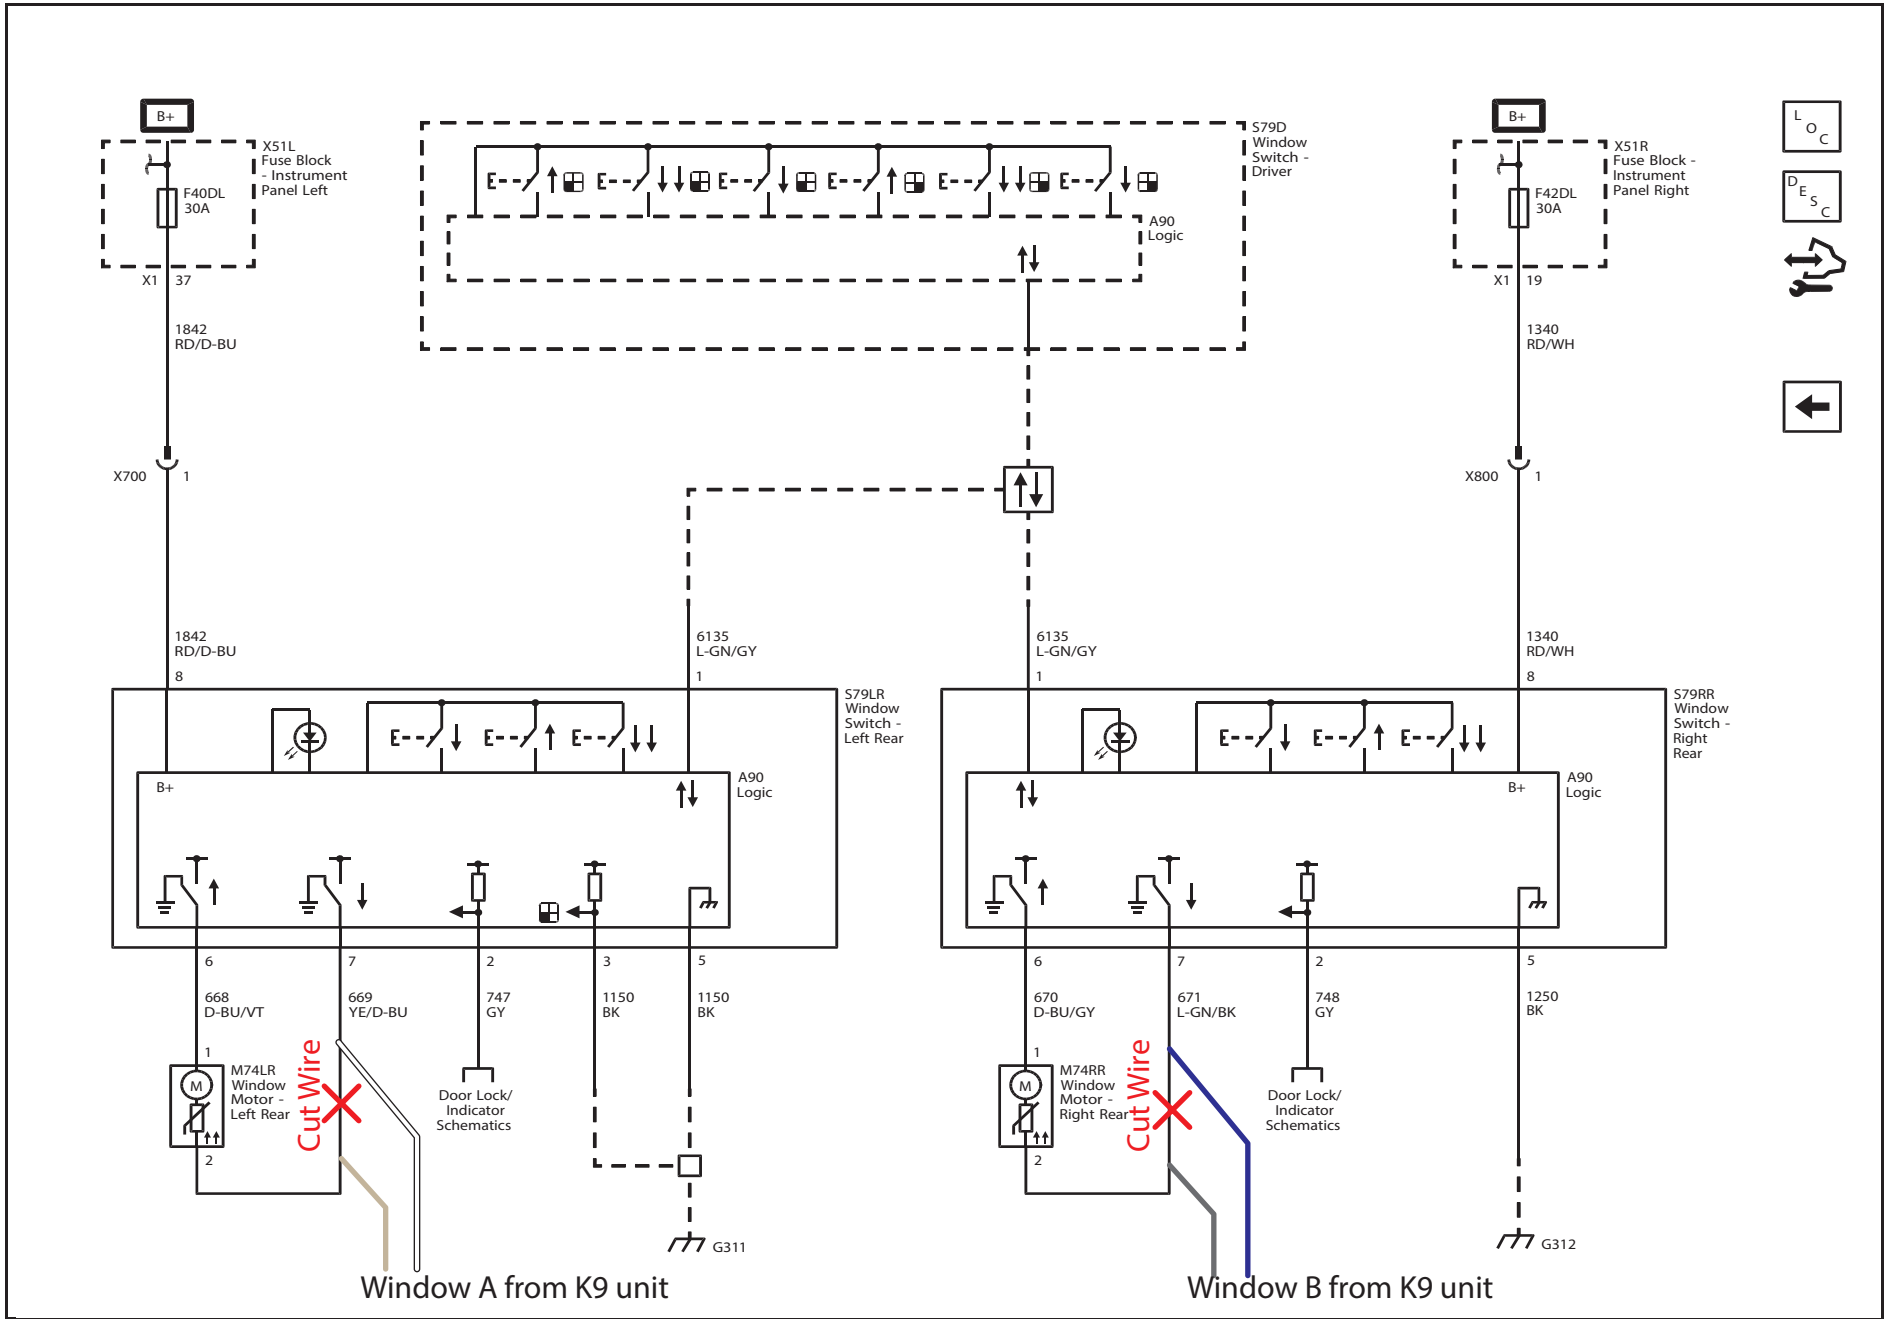 B+
X51L
Fuse Block
- Instrument
Panel Left
F40DL
30A
X1 37
1842
RD/D-BU
X700 1
S79D
Window
Switch -
Driver
A90
Logic
B+
X51R
Fuse Block -
Instrument
Panel Right
F42DL
30A
X1 19
1340
RD/WH
X800 1
L
O
C
D
E
S
C
1842
RD/D-BU
8
6135
L-GN/GY
1
6135
L-GN/GY
1
1340
RD/WH
8
S79LR
Window
Switch -
Left Rear
B+
A90
Logic
S79RR
Window
Switch -
Right
Rear
B+
A90
Logic
6
7
2
3
5
668
D-BU/VT
669
YE/D-BU
747
GY
1150
BK
1150
BK
6
7
2
5
670
D-BU/GY
671
L-GN/BK
748
GY
1250
BK
1
M
2
M74LR
Window
Motor -
Left Rear
Cut Wire
Door Lock/
Indicator
Schematics
G311
1
M
2
M74RR
Window
Motor -
Right Rear
Cut Wire
Door Lock/
Indicator
Schematics
G312
Window A from K9 unit
Window B from K9 unit